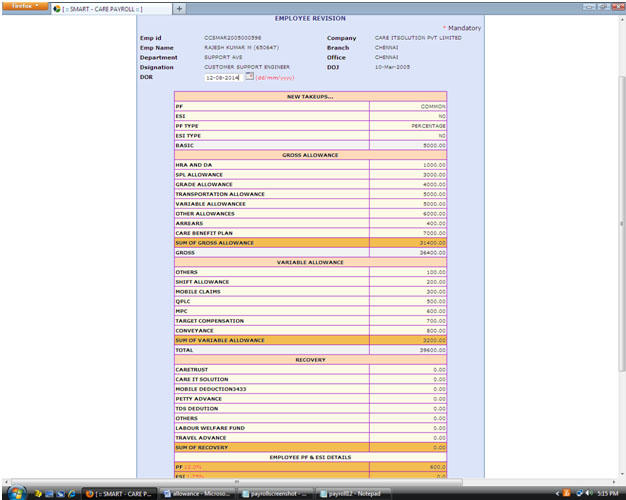 firefox
[ :: SMART - CARE PAYROLL :: ]
+
EMPLOYEE REVISION
* Mandatory
Emp id CCSMAR2005000596 Company CARE ITSOLUTION PVT LIMITED
Emp Name RAJESH KUMAR M (650647) Branch CHENNAI
Department SUPPORT AVS Office CHENNAI
Dsignation CUSTOMER SUPPORT ENGINEER DOJ 10-Mar-2005
DOR 12-08-2014 (dd/mm/yyyy)
NEW TAKEUPS...
PF COMMON
ESI NO
PF TYPE PERCENTAGE
ESI TYPE NO
BASIC 5000.00
GROSS ALLOWANCE
HRA AND DA 1000.00
SPL ALLOWANCE 3000.00
GRADE ALLOWANCE 4000.00
TRANSPORTATION ALLOWANCE 5000.00
VARIABLE ALLOWANCEE 5000.00
OTHER ALLOWANCES 6000.00
ARREARS 400.00
CARE BENEFIT PLAN 7000.00
SUM OF GROSS ALLOWANCE 31400.00
GROSS 36400.00
VARIABLE ALLOWANCE
OTHERS 100.00
SHIFT ALLOWANCE 200.00
MOBILE CLAIMS 300.00
QPLC 500.00
MPC 600.00
TARGET COMPENSATION 700.00
CONVEYANCE 800.00
SUM OF VARIABLE ALLOWANCE 3200.00
TOTAL 39600.00
RECOVERY
CARETRUST 0.00
CARE IT SOLUTION 0.00
MOBILE DEDUCTION3433 0.00
PETTY ADVANCE 0.00
TDS DEDUTION 0.00
OTHERS 0.00
LABOUR WELFARE FUND 0.00
TRAVEL ADVANCE 0.00
SUM OF RECOVERY 0.00
EMPLOYEE PF & ESI DETAILS
PF 12.0% 600.0
ESI 1.75% 0.00
[ :: SMART - CARE P... allowance - Microso... payrollscreenshot - ... payroll12 - Notepad 5:15 PM